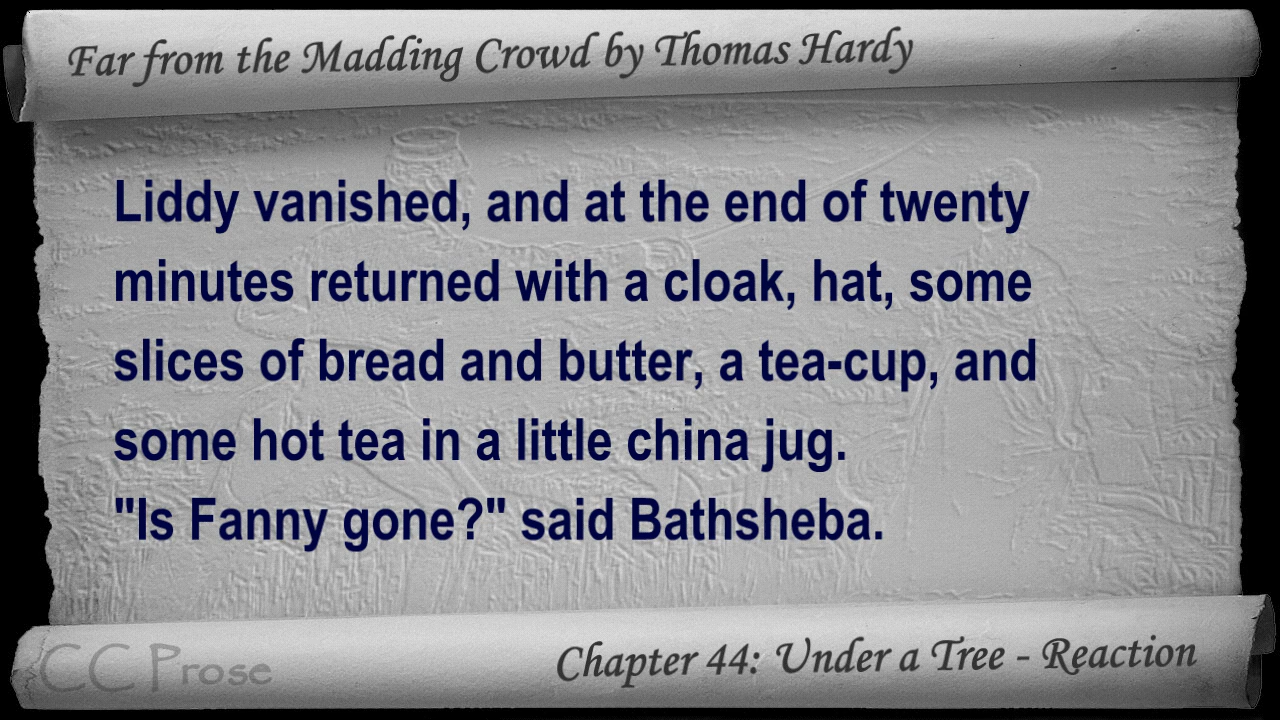 Far from the Madding Crowd by Thomas Hardy
Liddy vanished, and at the end of twenty
minutes returned with a cloak, hat, some
slices of bread and butter, a tea-cup, and
some hot tea in a little china jug.
"Is Fanny gone?" said Bathsheba.
CC Prose
Chapter 44: Under a Tree - Reaction